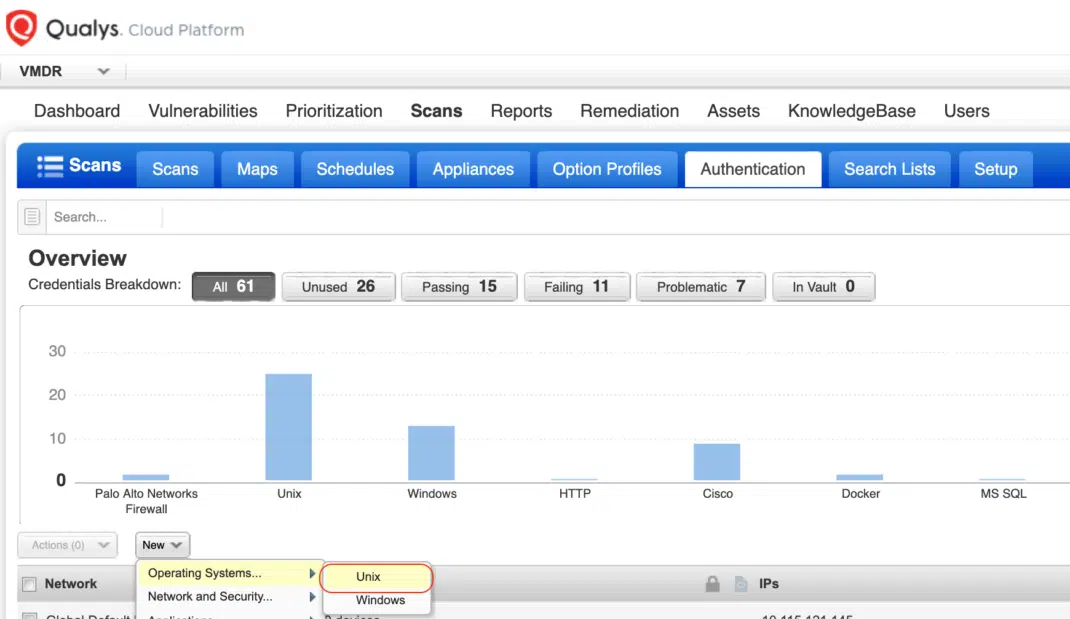 Qualys. Cloud Platform
VMDR
Dashboard Vulnerabilities Prioritization Scans Reports Remediation Assets KnowledgeBase Users
Scans Scans Maps Schedules Appliances Option Profiles Authentication Search Lists Setup
Search...
Overview
Credentials Breakdown: All 61 Unused 26 Passing 15 Failing 11 Problematic 7 In Vault 0
30
20
10
0
Palo Alto Networks Firewall Unix Windows HTTP Cisco Docker MS SQL
Actions (0) New
Operating Systems... Unix
Network IPs
Network and Security... Windows
Global Default Applications devices 10.115.121.145